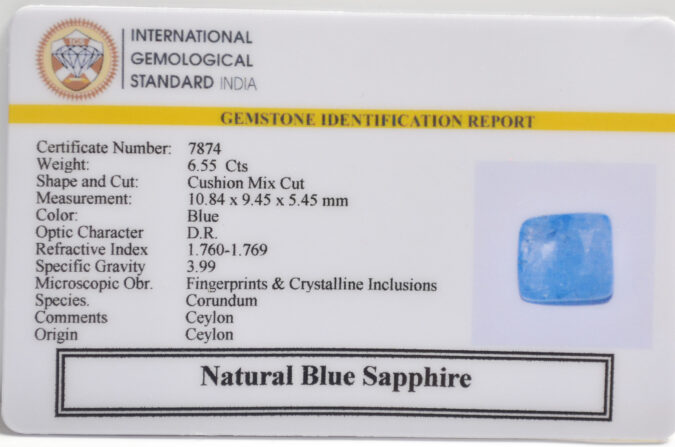 IGS
INTERNATIONAL
GEMOLOGICAL
STANDARD INDIA
GEMSTONE IDENTIFICATION REPORT
Certificate Number: 7874
Weight: 6.55 Cts
Shape and Cut: Cushion Mix Cut
Measurement: 10.84 x 9.45 x 5.45 mm
Color: Blue
Optic Character D.R.
Refractive Index 1.760-1.769
Specific Gravity 3.99
Microscopic Obr. Fingerprints & Crystalline Inclusions
Species. Corundum
Comments Ceylon
Origin Ceylon
Natural Blue Sapphire